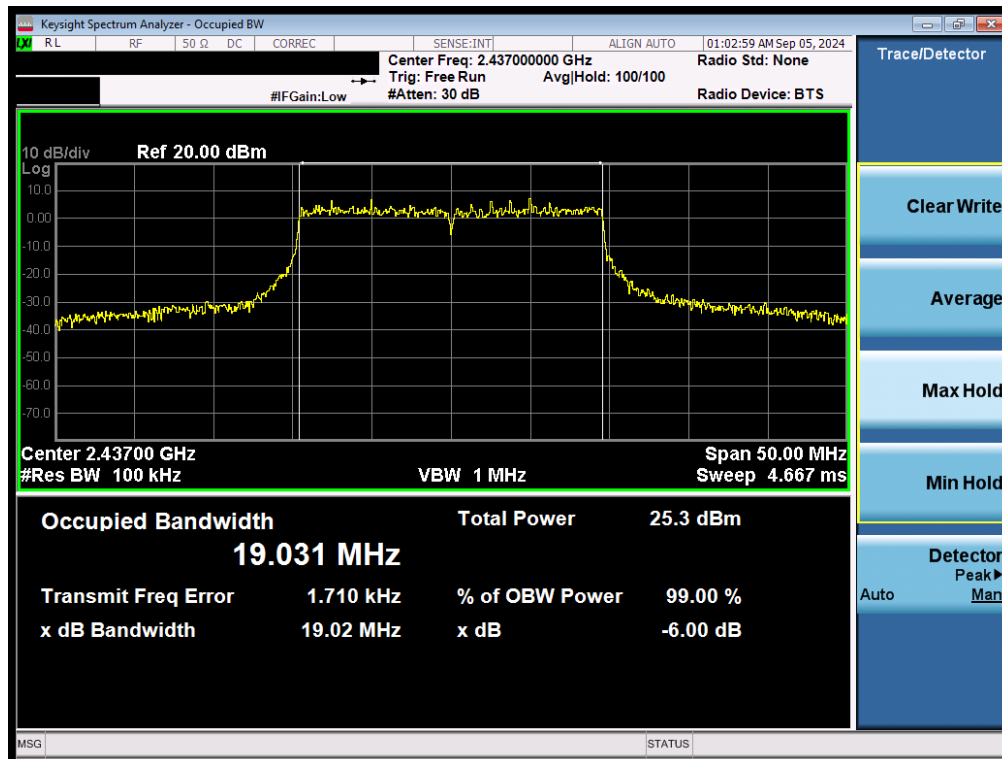 Keysight Spectrum Analyzer - Occupied BW
LXI RL RF 50 Ω DC CORREC SENSE:INT ALIGN AUTO 01:02:59 AM Sep 05, 2024
Center Freq: 2.437000000 GHz Radio Std: None
Trig: Free Run Avg|Hold: 100/100
#IFGain:Low #Atten: 30 dB Radio Device: BTS
Trace/Detector
10 dB/div Ref 20.00 dBm
Log
10.0
0.00
-10.0
-20.0
-30.0
-40.0
-50.0
-60.0
-70.0
Center 2.43700 GHz Span 50.00 MHz
#Res BW 100 kHz VBW 1 MHz Sweep 4.667 ms
Occupied Bandwidth Total Power 25.3 dBm
19.031 MHz
Transmit Freq Error 1.710 kHz % of OBW Power 99.00 %
x dB Bandwidth 19.02 MHz x dB -6.00 dB
Clear Write
Average
Max Hold
Min Hold
Detector
Peak▶
Auto Man
MSG STATUS